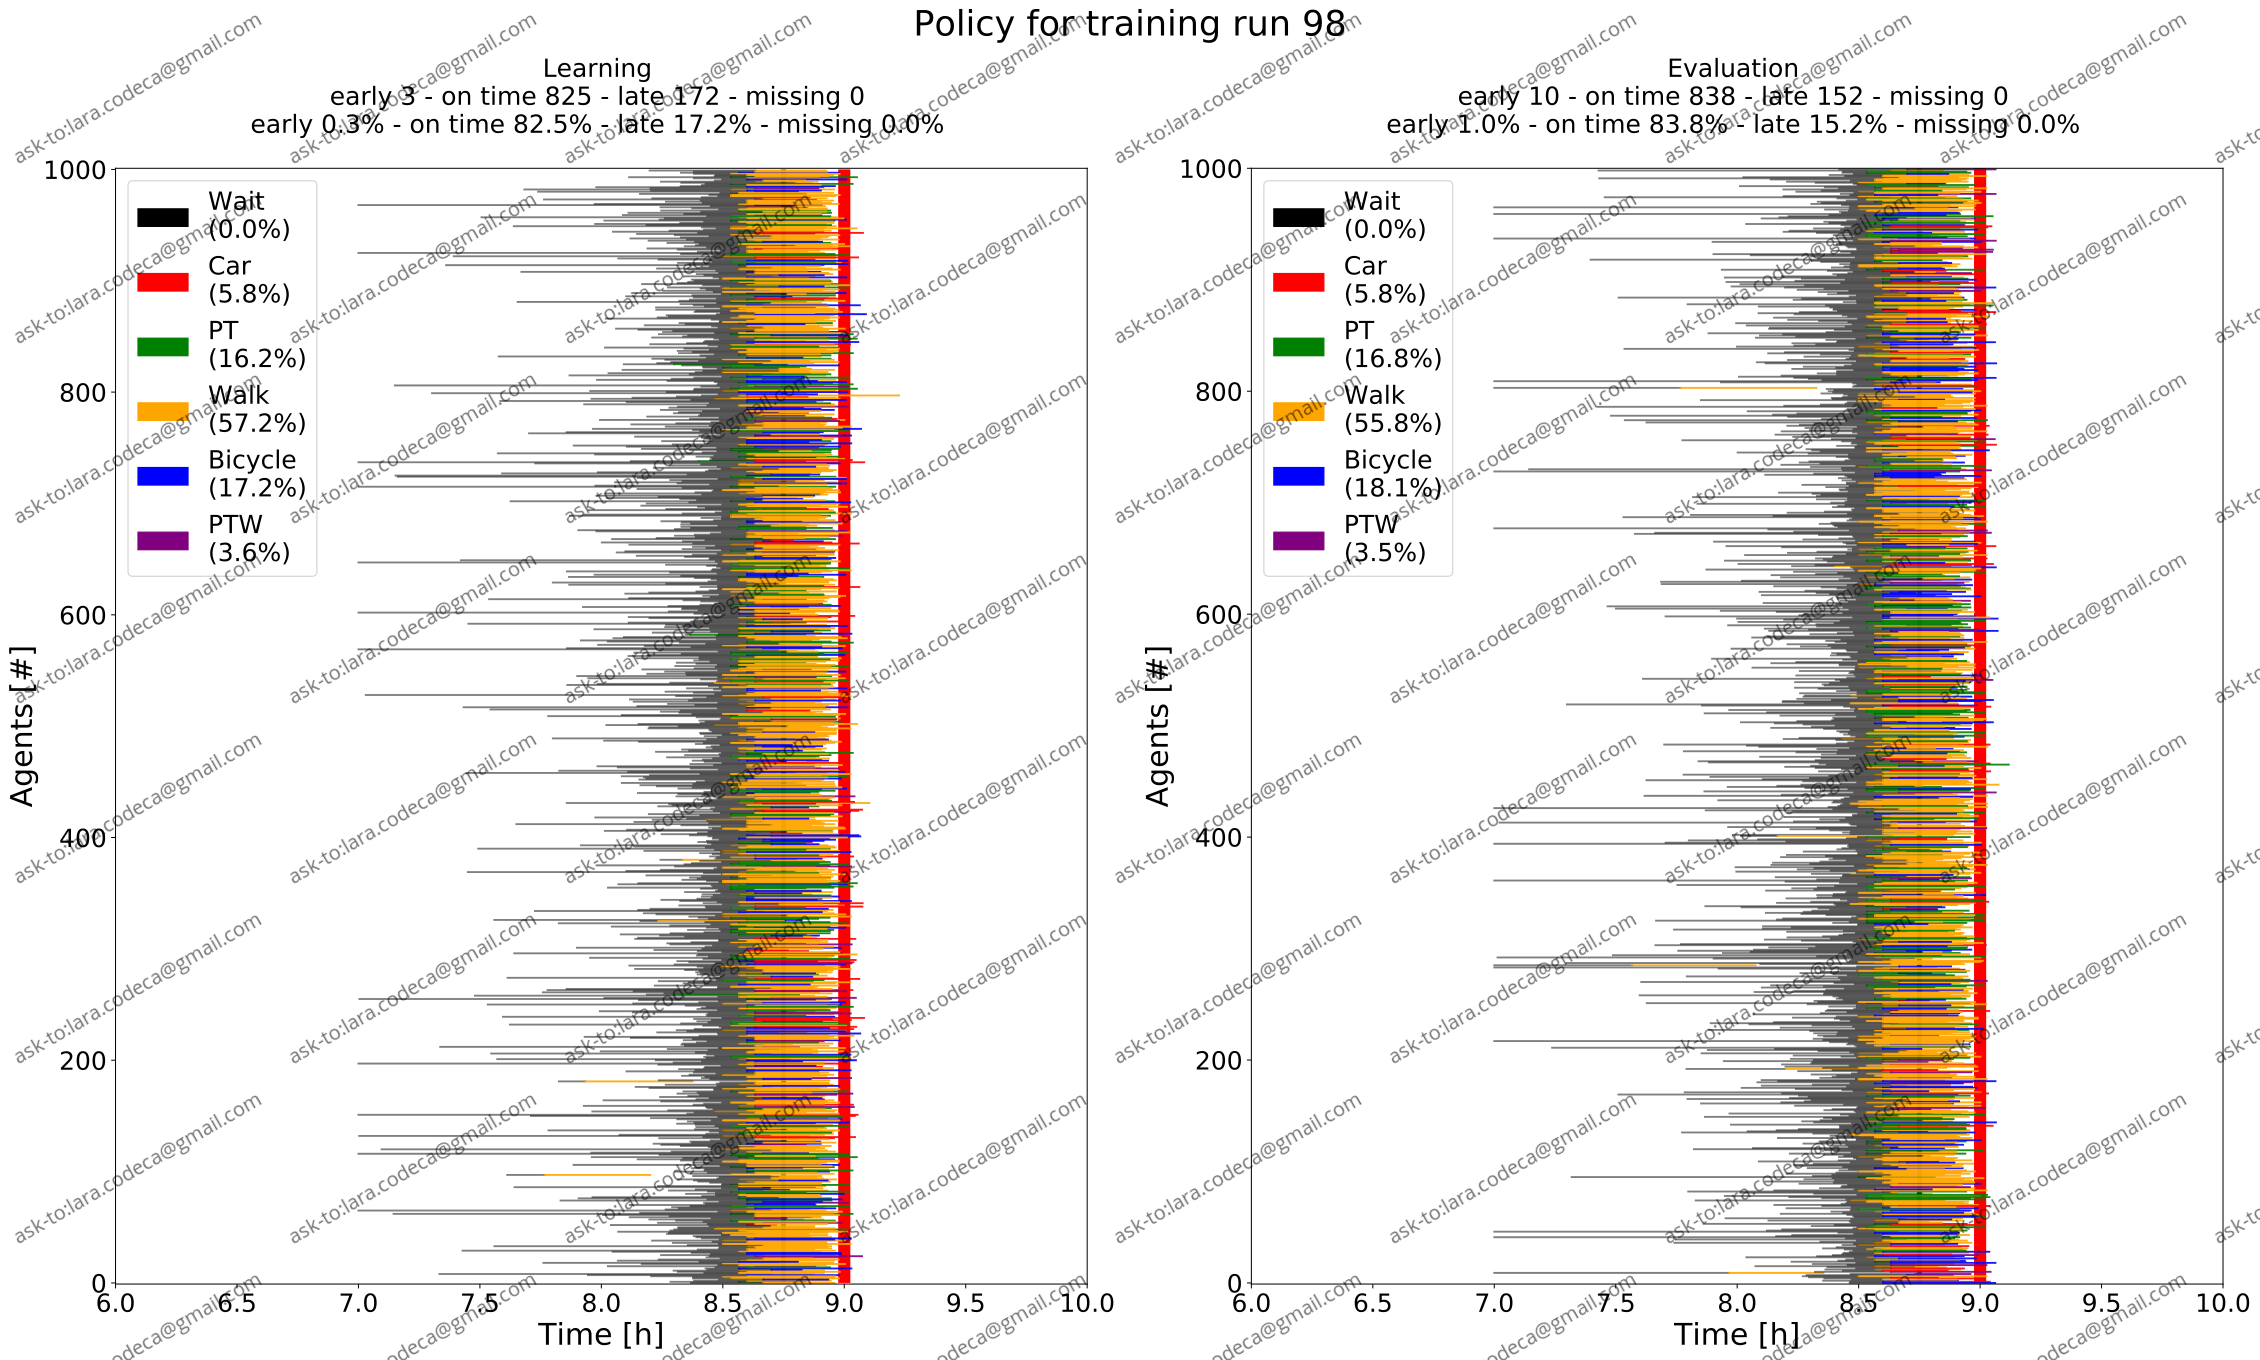 Policy for training run 98
Learning
early 3 - on time 825 - late 172 - missing 0
early 0.3% - on time 82.5% - late 17.2% - missing 0.0%
1000
800
600
400
200
0
Agents [#]
Wait
(0.0%)
Car
(5.8%)
PT
(16.2%)
Walk
(57.2%)
Bicycle
(17.2%)
PTW
(3.6%)
6.0 6.5 7.0 7.5 8.0 8.5 9.0 9.5 10.0
Time [h]
Evaluation
early 10 - on time 838 - late 152 - missing 0
early 1.0% - on time 83.8% - late 15.2% - missing 0.0%
1000
800
600
400
200
0
Agents [#]
Wait
(0.0%)
Car
(5.8%)
PT
(16.8%)
Walk
(55.8%)
Bicycle
(18.1%)
PTW
(3.5%)
6.0 6.5 7.0 7.5 8.0 8.5 9.0 9.5 10.0
Time [h]
ask-to:lara.codeca@gmail.com